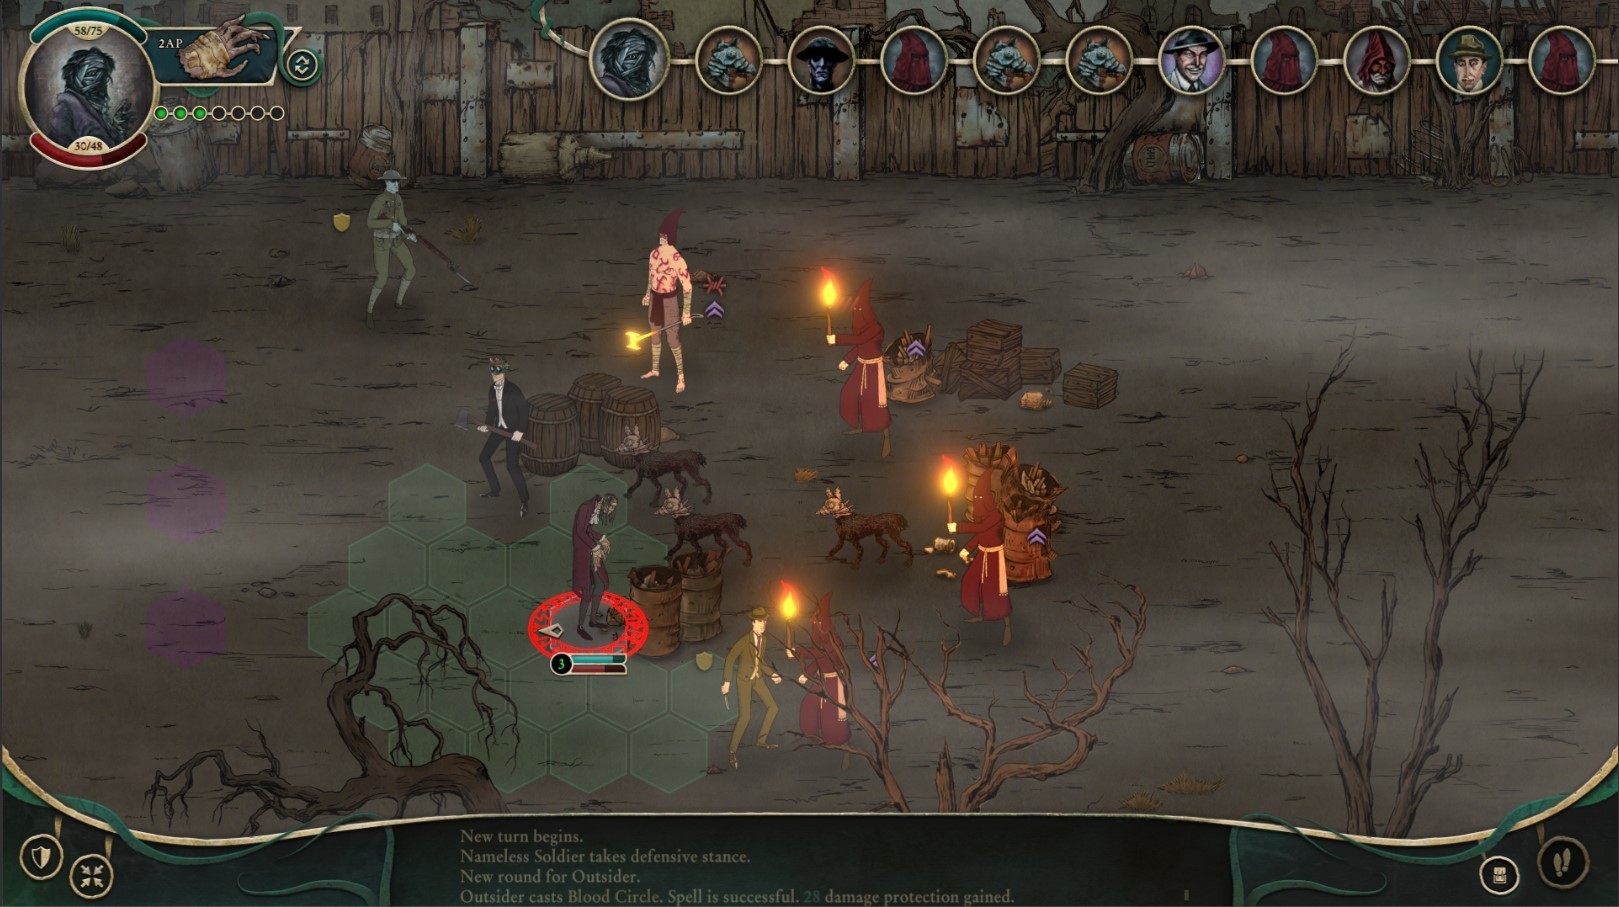 58/75
2AP
30/48
3
New turn begins.
Nameless Soldier takes defensive stance.
New round for Outsider.
Outsider casts Blood Circle. Spell is successful. 28 damage protection gained.